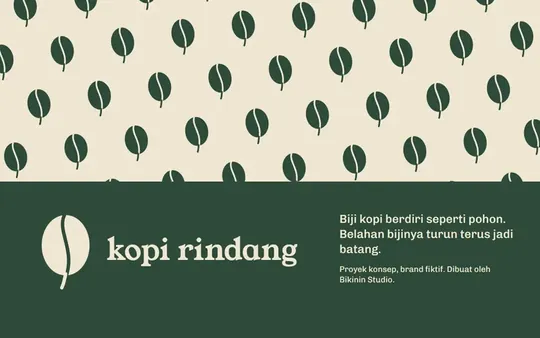 kopi rindang
Biji kopi berdiri seperti pohon.
Belahan bijinya turun terus jadi
batang.
Proyek konsep, brand fiktif. Dibuat oleh
Bikinin Studio.